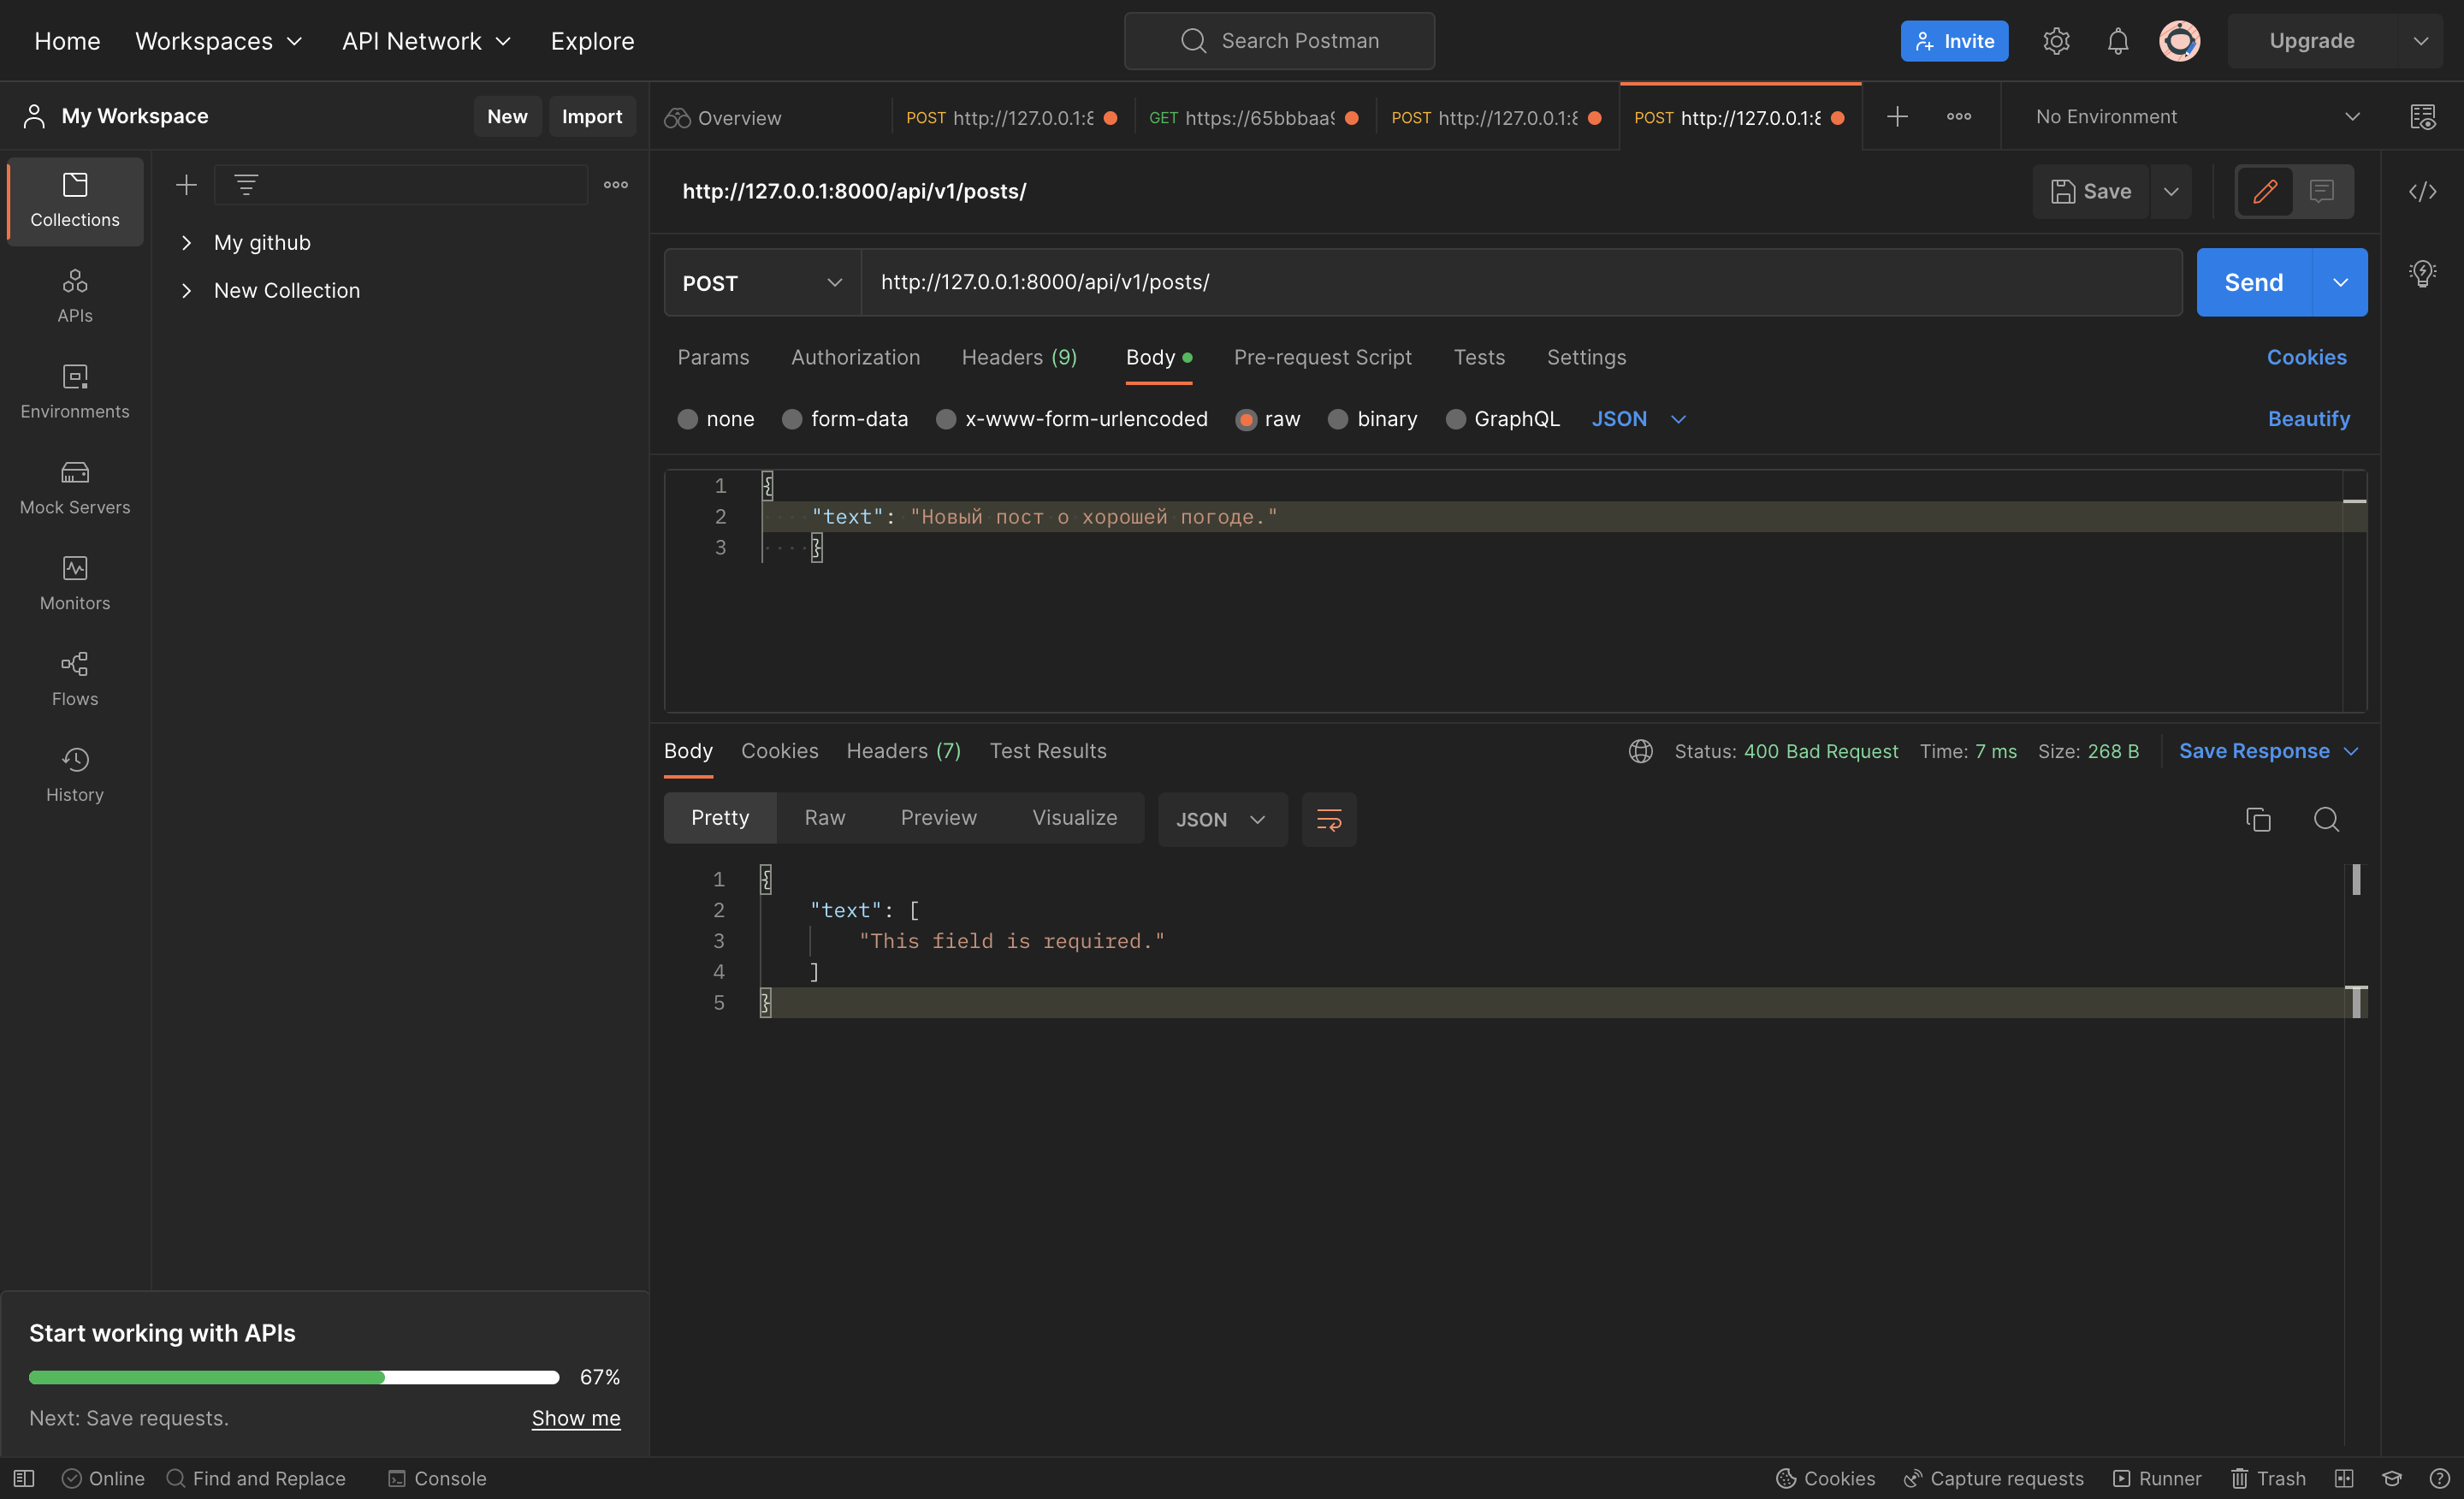 Home Workspaces API Network Explore Search Postman Invite Upgrade
My Workspace New Import
Overview POST http://127.0.0.1:8 GET https://65bbbaa9 POST http://127.0.0.1:8 POST http://127.0.0.1:8 No Environment
Collections
My github
New Collection
APIs
Environments
Mock Servers
Monitors
Flows
History
http://127.0.0.1:8000/api/v1/posts/ Save
POST http://127.0.0.1:8000/api/v1/posts/ Send
Params Authorization Headers (9) Body Pre-request Script Tests Settings Cookies
none form-data x-www-form-urlencoded raw binary GraphQL JSON Beautify
1 {
2 "text": "Новый пост о хорошей погоде."
3 }
Body Cookies Headers (7) Test Results Status: 400 Bad Request Time: 7 ms Size: 268 B Save Response
Pretty Raw Preview Visualize JSON
1 {
2 "text": [
3 "This field is required."
4 ]
5 }
Start working with APIs
67%
Next: Save requests. Show me
Online Find and Replace Console Cookies Capture requests Runner Trash